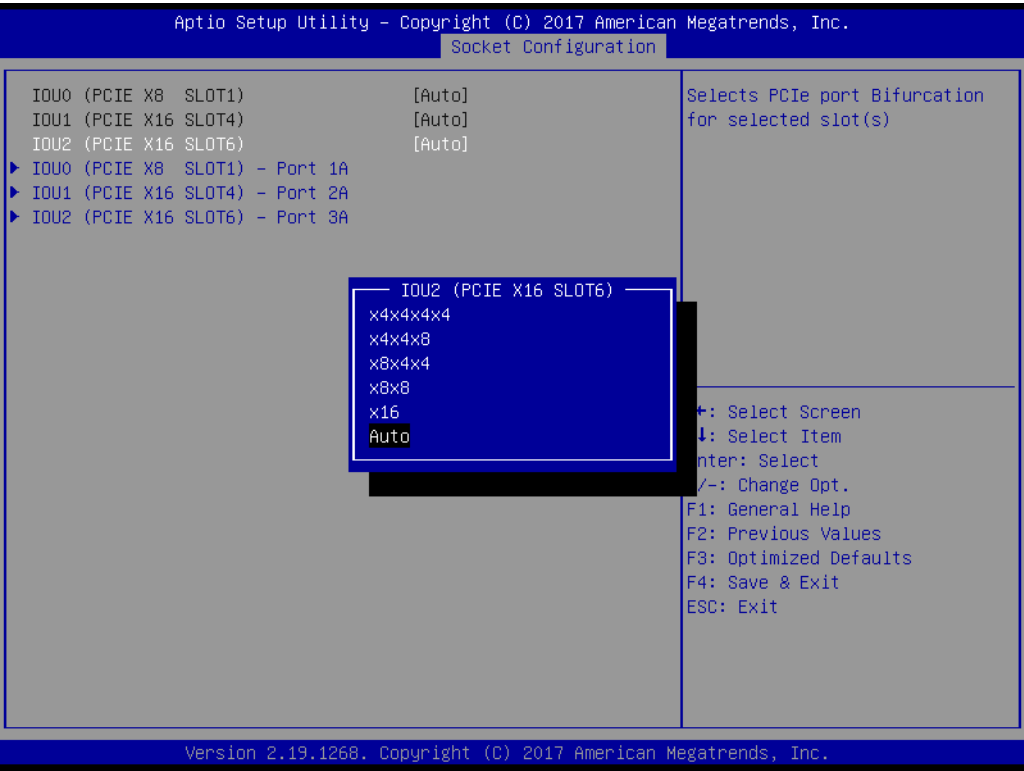 Aptio Setup Utility – Copyright (C) 2017 American Megatrends, Inc.
Socket Configuration
IOU0 (PCIE X8  SLOT1) [Auto]
IOU1 (PCIE X16 SLOT4) [Auto]
IOU2 (PCIE X16 SLOT6) [Auto]
IOU0 (PCIE X8  SLOT1) – Port 1A
IOU1 (PCIE X16 SLOT4) – Port 2A
IOU2 (PCIE X16 SLOT6) – Port 3A
Selects PCIe port Bifurcation
for selected slot(s)
IOU2 (PCIE X16 SLOT6)
x4x4x4x4
x4x4x8
x8x4x4
x8x8
x16
Auto
: Select Screen
↓: Select Item
nter: Select
/–: Change Opt.
F1: General Help
F2: Previous Values
F3: Optimized Defaults
F4: Save & Exit
ESC: Exit
Version 2.19.1268. Copyright (C) 2017 American Megatrends, Inc.